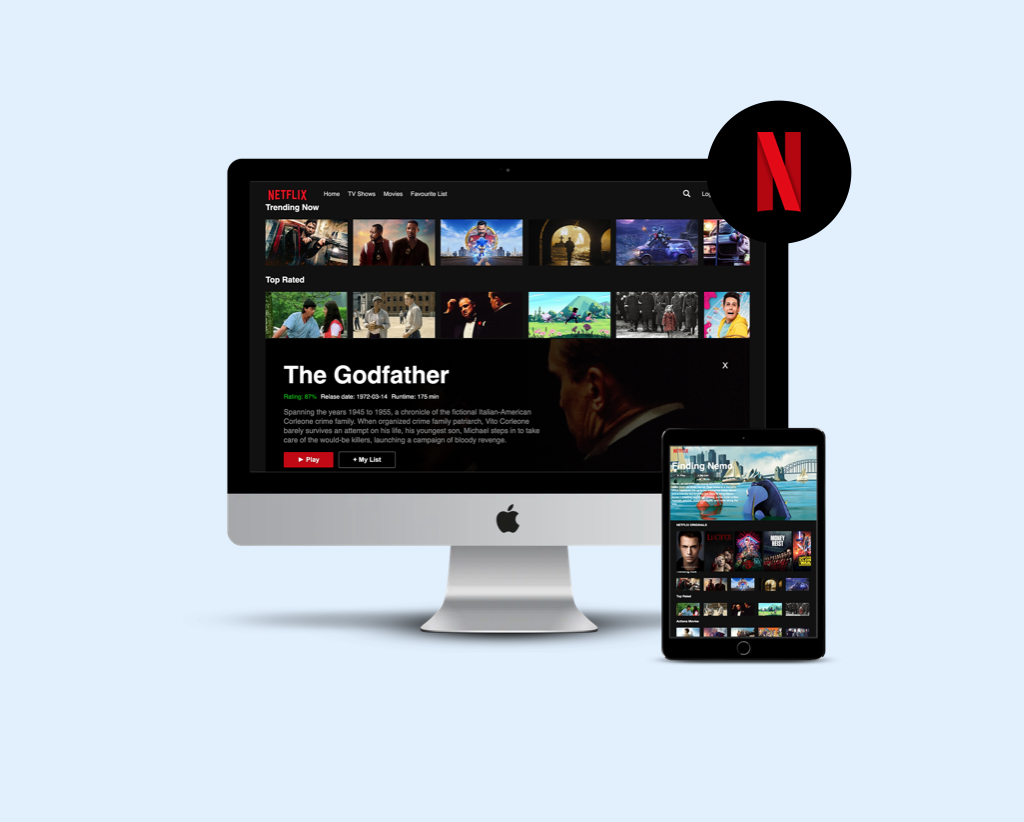 NETFLIX
Home TV Shows Movies Favourite List
Trending Now
Top Rated
The Godfather
X
Rating: 87% Relase date: 1972-03-14 Runtime: 175 min
Spanning the years 1945 to 1955, a chronicle of the fictional Italian-American
Corleone crime family. When organized crime family patriarch, Vito Corleone
barely survives an attempt on his life, his youngest son, Michael steps in to take
care of the would-be killers, launching a campaign of bloody revenge.
Play
+ My List
N
NETFLIX
Finding Nemo
NETFLIX ORIGINALS
LUCIFER
MONEY
HEIST
Top Rated
Actions Movies